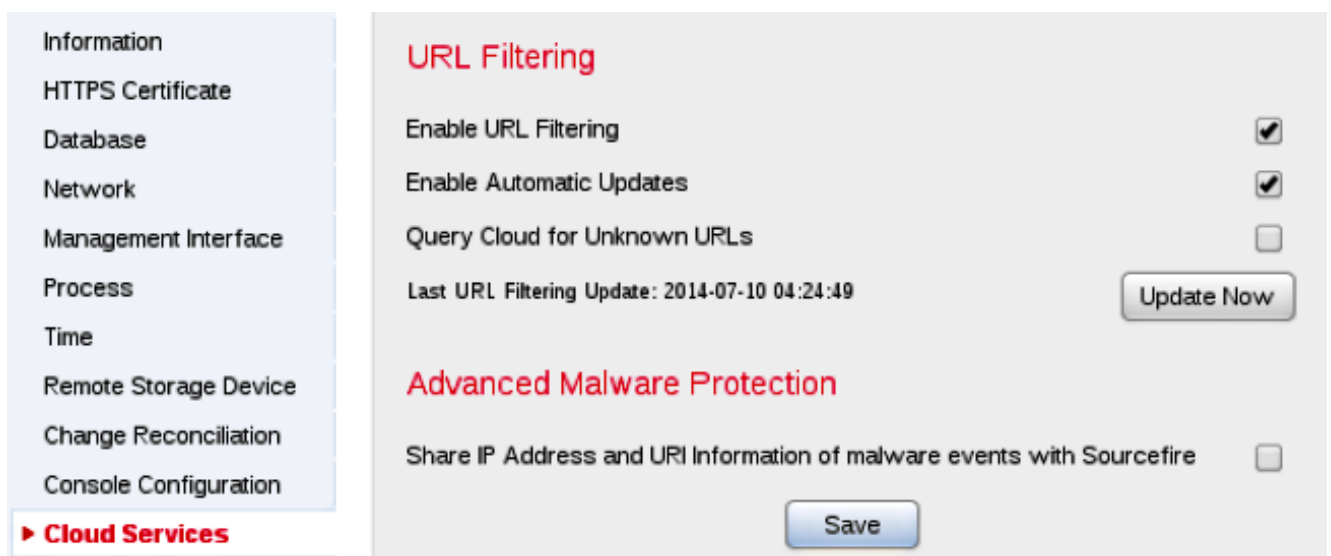 Information
HTTPS Certificate
Database
Network
Management Interface
Process
Time
Remote Storage Device
Change Reconciliation
Console Configuration
Cloud Services
URL Filtering
Enable URL Filtering
Enable Automatic Updates
Query Cloud for Unknown URLs
Last URL Filtering Update: 2014-07-10 04:24:49
Update Now
Advanced Malware Protection
Share IP Address and URI Information of malware events with Sourcefire
Save